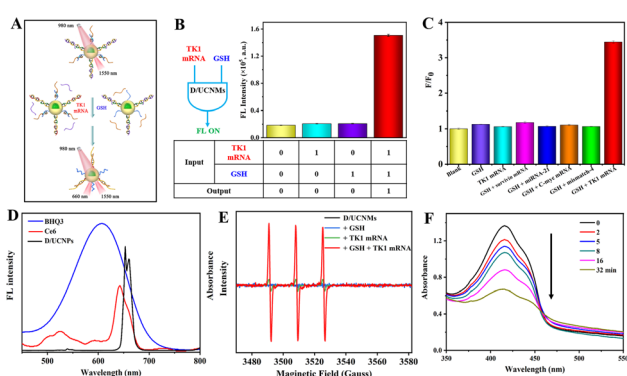 A
980 nm
1550 nm
TK1
mRNA
GSH
980 nm
660 nm
1550 nm
B
TK1
mRNA
GSH
D/UCNMs
FL ON
FL Intensity (×10⁵, a.u.)
1.6
1.2
0.8
0.4
0.0
Input
TK1
mRNA
0 1 0 1
GSH
0 0 1 1
Output
0 0 0 1
C
F/F0
4
3
2
1
0
Blank
GSH
TK1 mRNA
GSH + survivin mRNA
GSH + miRNA-21
GSH + C-myc mRNA
GSH + mismatch-4
GSH + TK1 mRNA
D
BHQ3
Ce6
D/UCNPs
FL intensity
500 600 700 800
Wavelength (nm)
E
D/UCNMs
+ GSH
+ TK1 mRNA
+ GSH + TK1 mRNA
Absorbance
Intensity
3480 3500 3520 3540 3560 3580
Magnetic Field (Gauss)
F
0
2
5
8
16
32 min
Absorbance
1.6
1.2
0.8
0.4
0.0
350 400 450 500 550
Wavelength (nm)